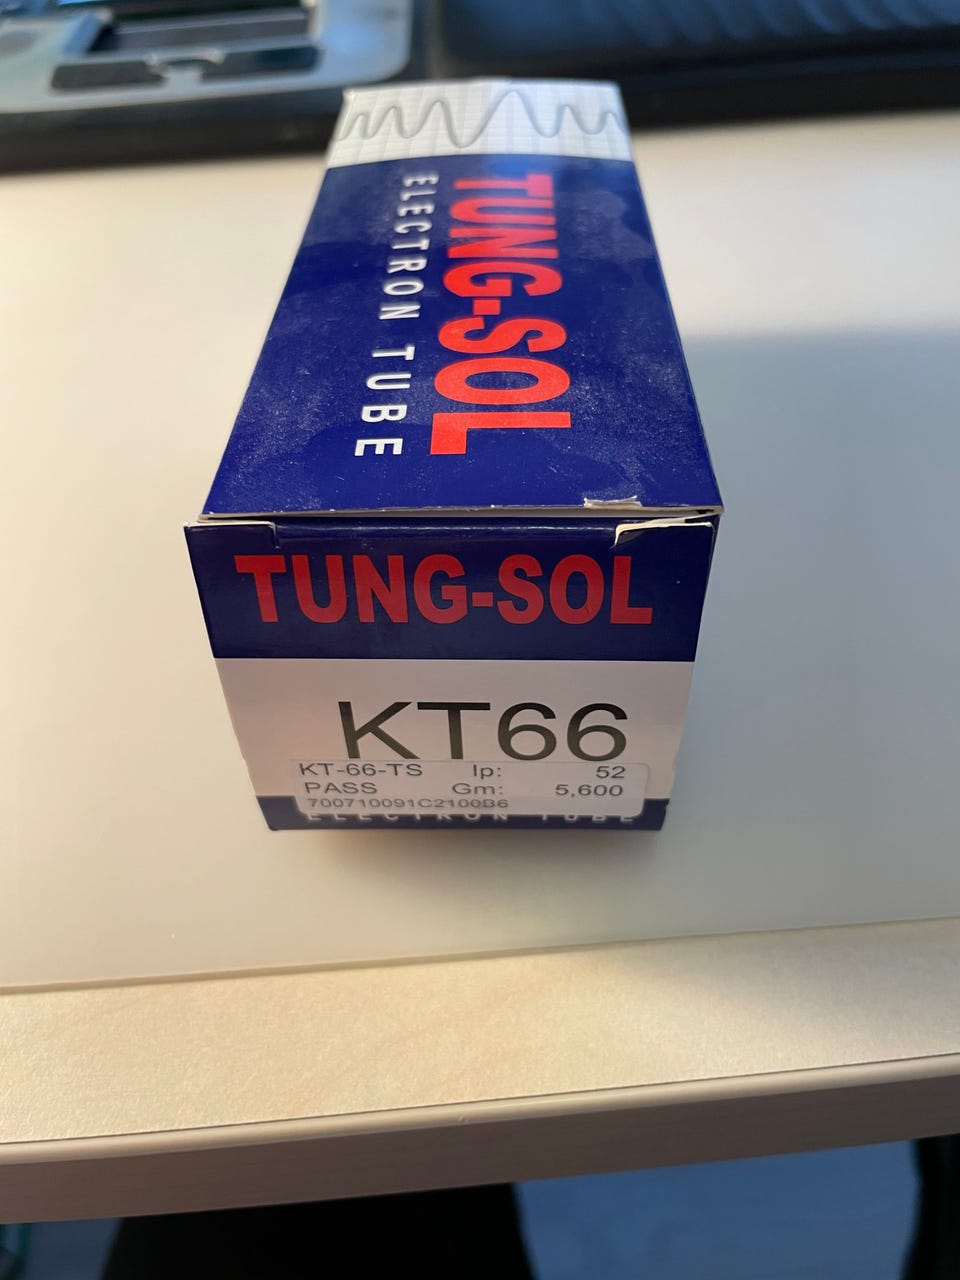 TUNG-SOL
ELECTRON TUBE
TUNG-SOL
KT66
KT-66-TS Ip: 52
PASS Gm: 5,600
700710091C2100B6
ELECTRON TUBE